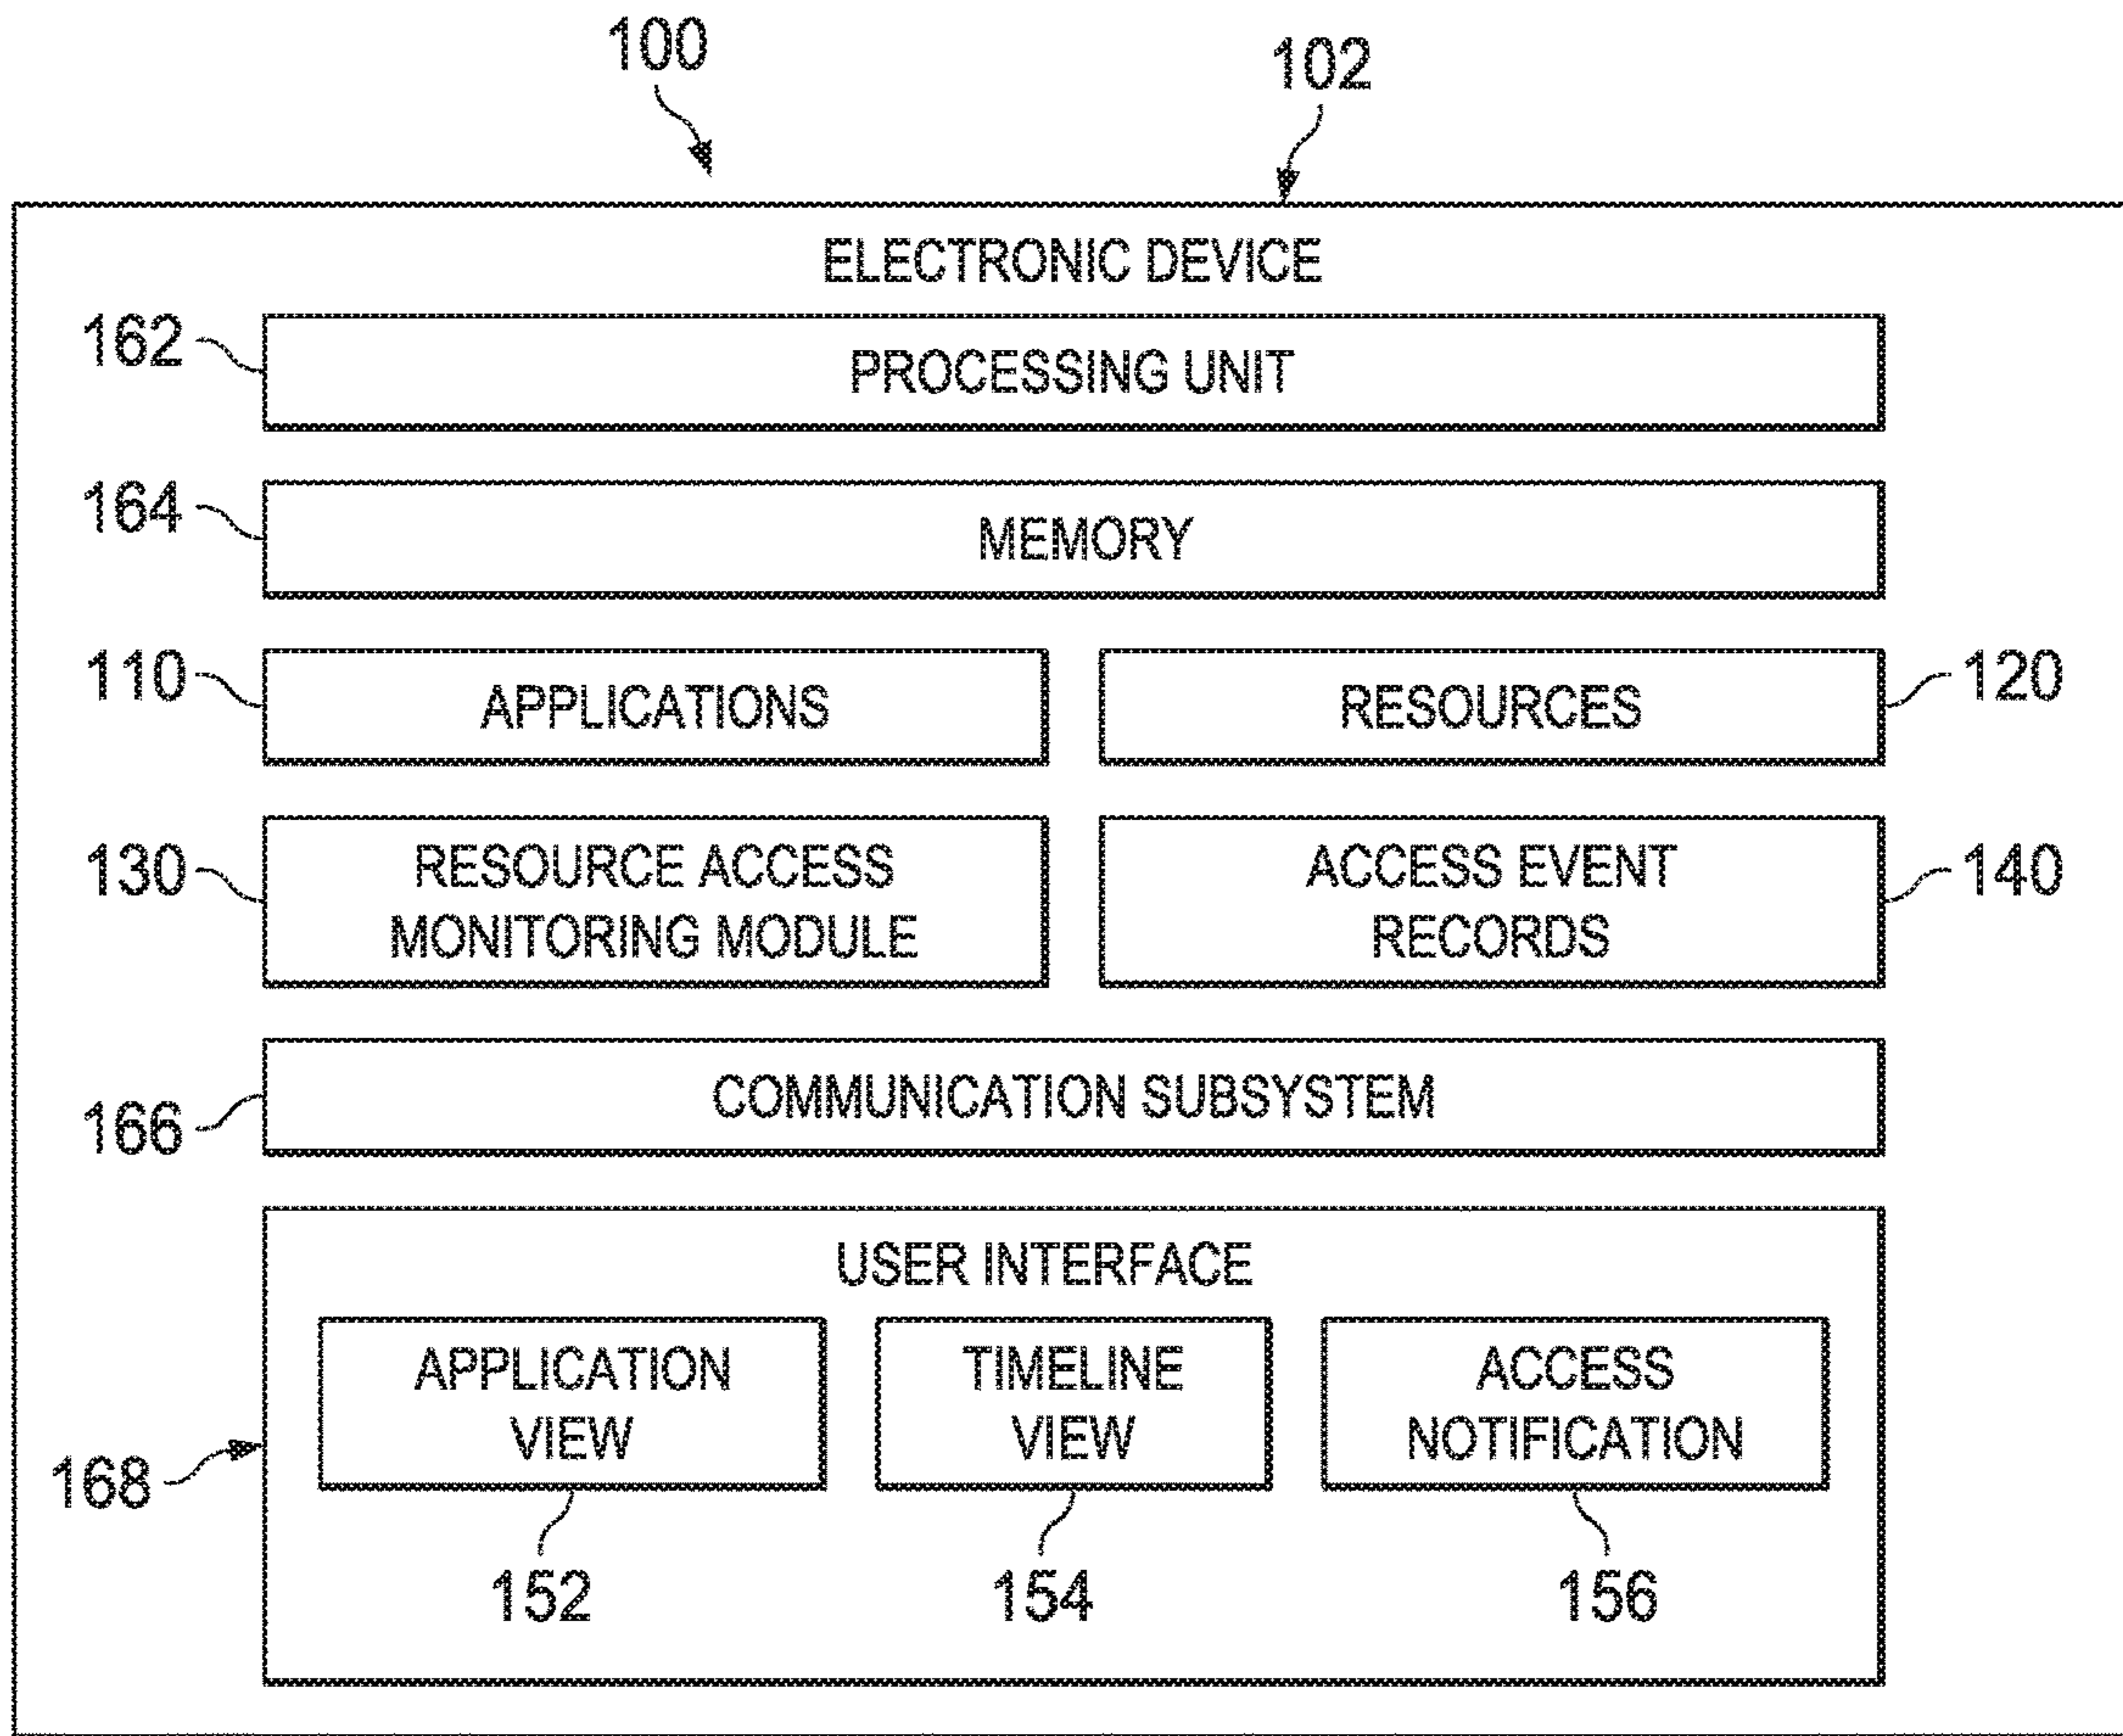 100
102
ELECTRONIC DEVICE
162
PROCESSING UNIT
164
MEMORY
110
APPLICATIONS
RESOURCES
120
130
RESOURCE ACCESS
MONITORING MODULE
ACCESS EVENT
RECORDS
140
166
COMMUNICATION SUBSYSTEM
168
USER INTERFACE
APPLICATION
VIEW
TIMELINE
VIEW
ACCESS
NOTIFICATION
152
154
156